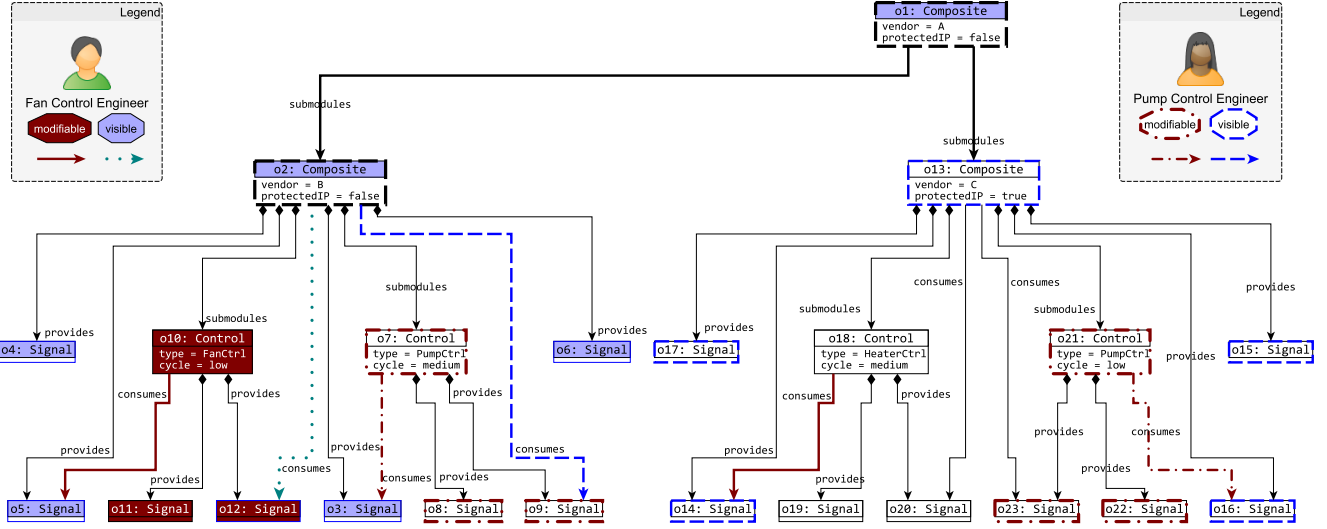 Legend
Fan Control Engineer
modifiable
visible
o1: Composite
vendor = A
protectedIP = false
Legend
Pump Control Engineer
modifiable
visible
submodules
submodules
o2: Composite
vendor = B
protectedIP = false
o13: Composite
vendor = C
protectedIP = true
provides
o4: Signal
submodules
o10: Control
type = FanCtrl
cycle = low
submodules
o7: Control
type = PumpCtrl
cycle = medium
provides
o6: Signal
provides
o17: Signal
submodules
o18: Control
type = HeaterCtrl
cycle = medium
consumes
consumes
submodules
o21: Control
type = PumpCtrl
cycle = low
provides
provides
o15: Signal
consumes
provides
provides
consumes
provides
provides
provides
consumes
provides
consumes
provides
consumes
provides
provides
provides
provides
consumes
provides
o5: Signal
o11: Signal
o12: Signal
o3: Signal
o8: Signal
o9: Signal
o14: Signal
o19: Signal
o20: Signal
o23: Signal
o22: Signal
o16: Signal